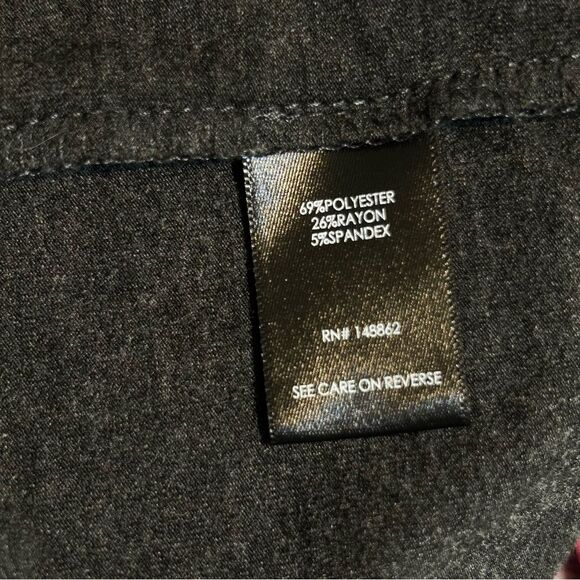 69%POLYESTER
26%RAYON
5%SPANDEX
RN# 148862
SEE CARE ON REVERSE